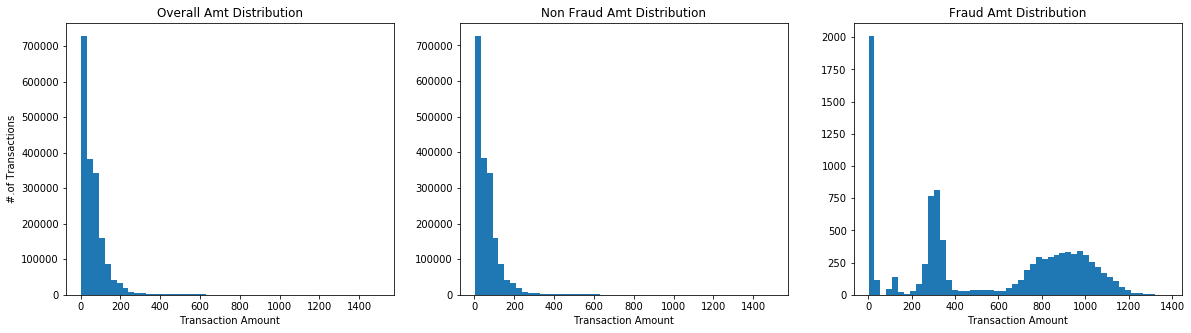 Overall Amt Distribution
700000
600000
500000
400000
300000
200000
100000
0
#.of Transactions
0 200 400 600 800 1000 1200 1400
Transaction Amount
Non Fraud Amt Distribution
700000
600000
500000
400000
300000
200000
100000
0
0 200 400 600 800 1000 1200 1400
Transaction Amount
Fraud Amt Distribution
2000
1750
1500
1250
1000
750
500
250
0
0 200 400 600 800 1000 1200 1400
Transaction Amount